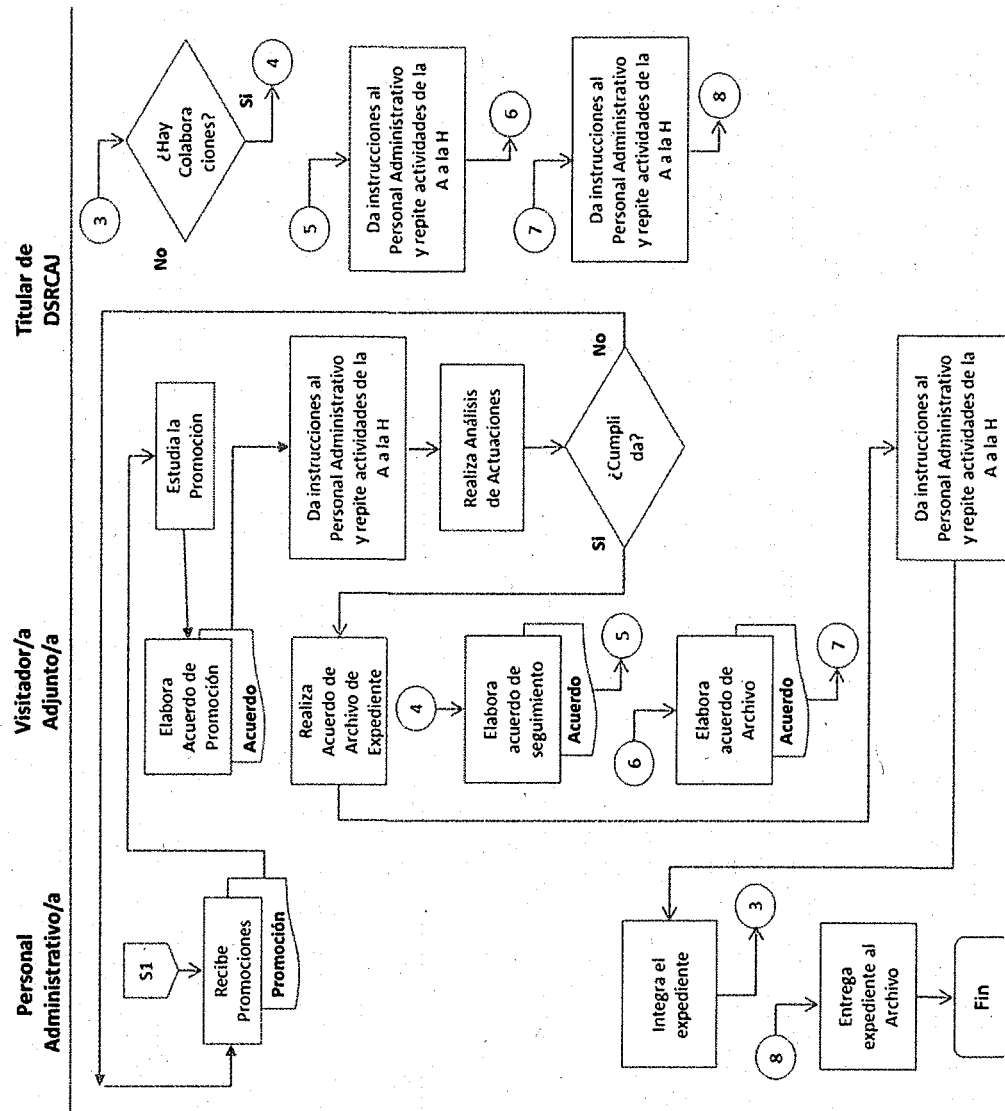 Personal
Administrativo/a
Visitador/a
Adjunto/a
Titular de
DSRCAJ
S1
Recibe
Promociones
Promoción
Estudia la
Promoción
Elabora
Acuerdo de
Promoción
Acuerdo
Da instrucciones al
Personal Administrativo
y repite actividades de la
A a la H
Realiza Análisis
de Actuaciones
¿Cumpli
da?
Si
No
Realiza
Acuerdo de
Archivo de
Expediente
Da instrucciones al
Personal Administrativo
y repite actividades de la
A a la H
Integra el
expediente
3
3
¿Hay
Colabora
ciones?
No
Si
4
4
Elabora
acuerdo de
seguimiento
Acuerdo
5
5
Da instrucciones al
Personal Administrativo
y repite actividades de la
A a la H
6
6
Elabora
acuerdo de
Archivo
Acuerdo
7
7
Da instrucciones al
Personal Administrativo
y repite actividades de la
A a la H
8
8
Entrega
expediente al
Archivo
Fin